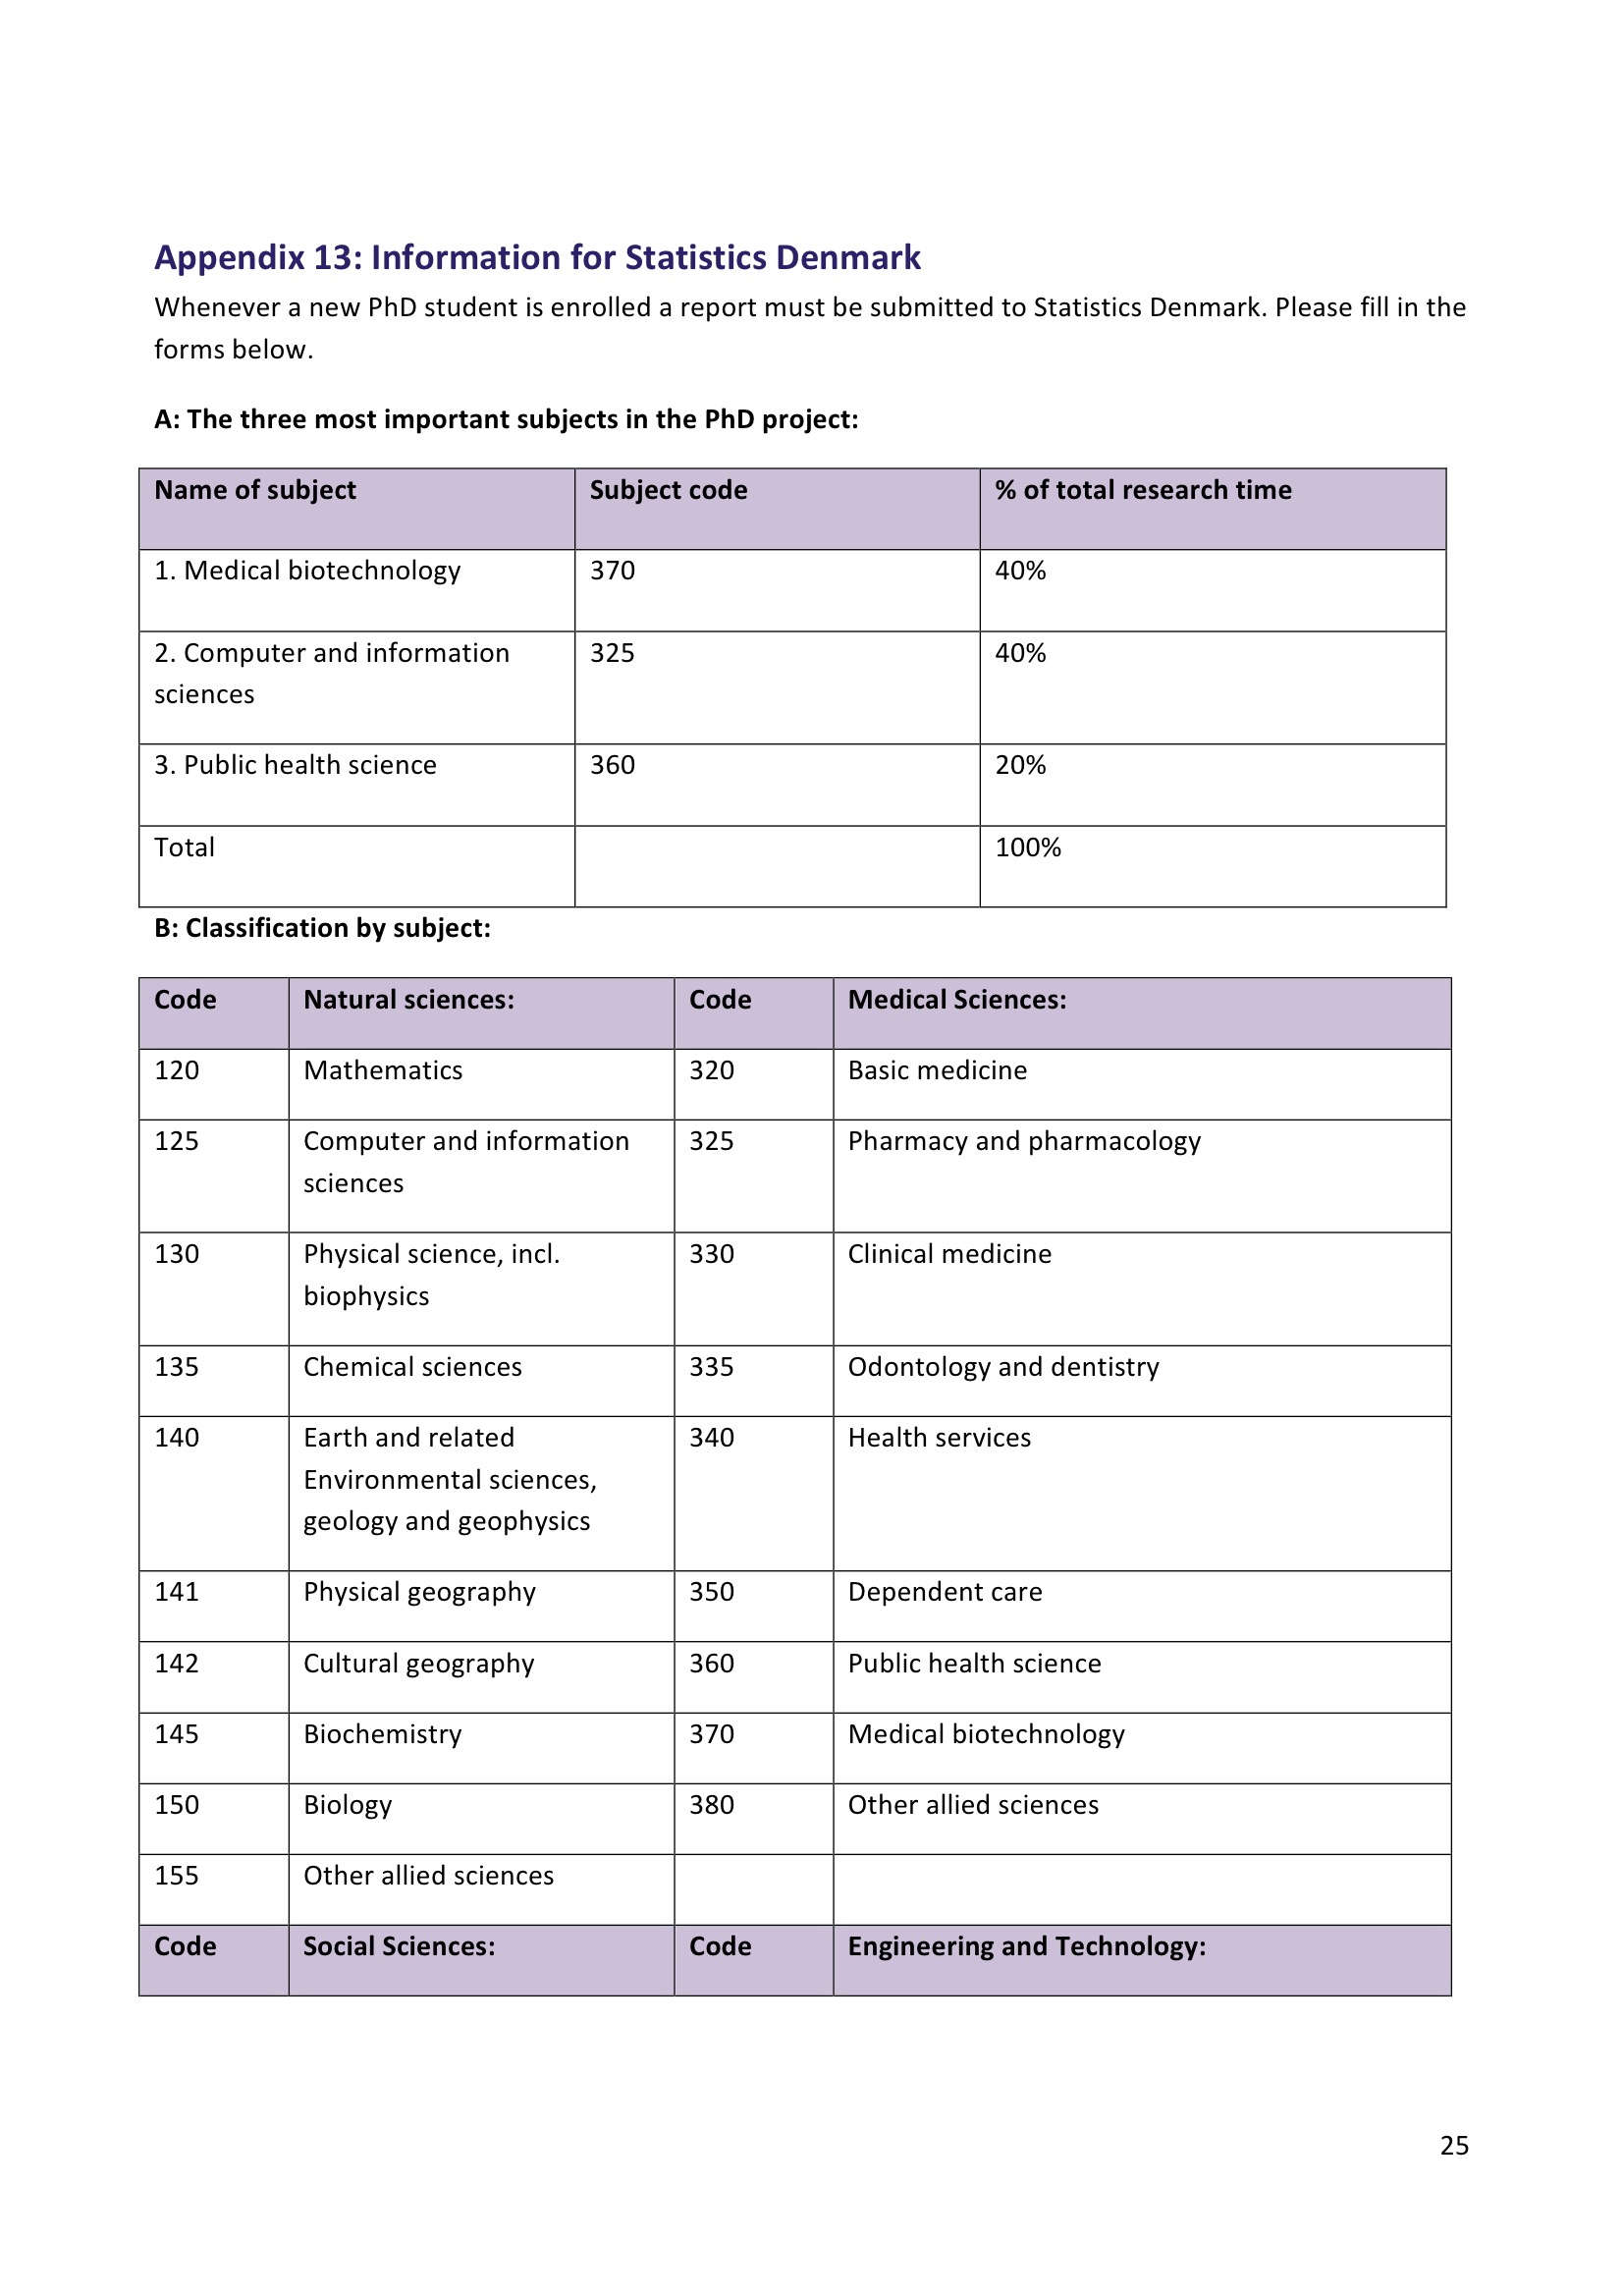 Appendix 13: Information for Statistics Denmark
Whenever a new PhD student is enrolled a report must be submitted to Statistics Denmark. Please fill in the
forms below.
A: The three most important subjects in the PhD project:
Name of subject Subject code % of total research time
1. Medical biotechnology 370 40%
2. Computer and information 325 40%
sciences
3. Public health science 360 20%
Total 100%
B: Classification by subject:
Code Natural sciences: Code Medical Sciences:
120 Mathematics 320 Basic medicine
125 Computer and information 325 Pharmacy and pharmacology
sciences
130 Physical science, incl. 330 Clinical medicine
biophysics
135 Chemical sciences 335 Odontology and dentistry
140 Earth and related 340 Health services
Environmental sciences,
geology and geophysics
141 Physical geography 350 Dependent care
142 Cultural geography 360 Public health science
145 Biochemistry 370 Medical biotechnology
150 Biology 380 Other allied sciences
155 Other allied sciences
Code Social Sciences: Code Engineering and Technology:
25